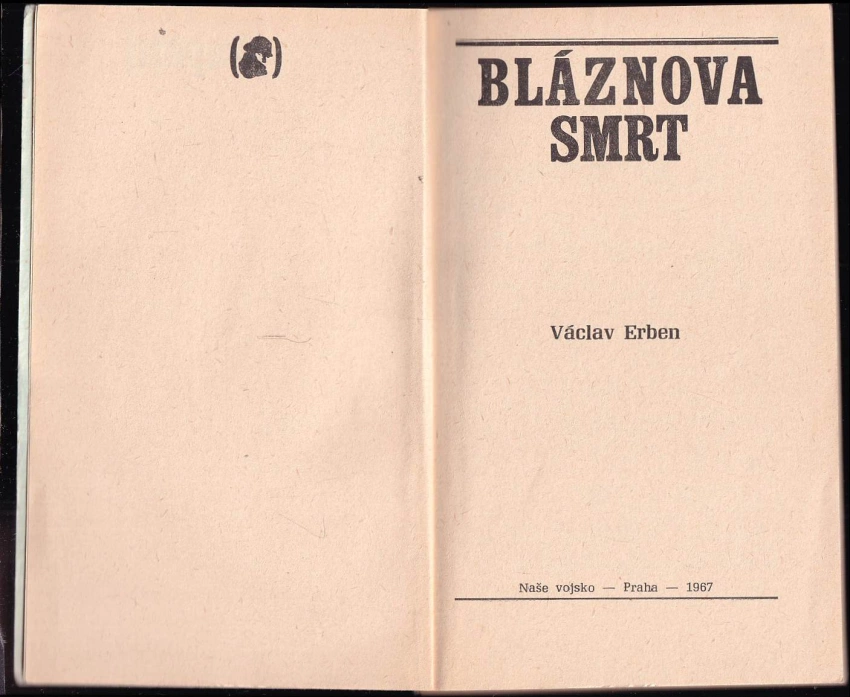 BLÁZNOVA
SMRT
Václav Erben
Naše vojsko — Praha — 1967